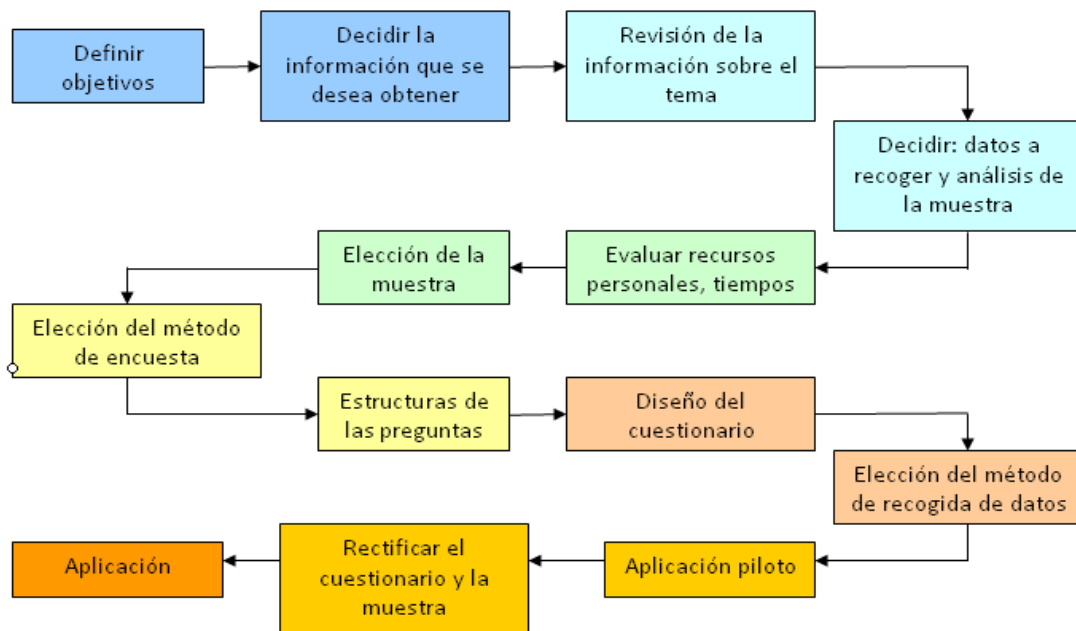 Definir
objetivos
Decidir la
información que se
desea obtener
Revisión de la
información sobre el
tema
Decidir: datos a
recoger y análisis de
la muestra
Evaluar recursos
personales, tiempos
Elección de la
muestra
Elección del método
de encuesta
Estructuras de
las preguntas
Diseño del
cuestionario
Elección del método
de recogida de datos
Aplicación piloto
Rectificar el
cuestionario y la
muestra
Aplicación